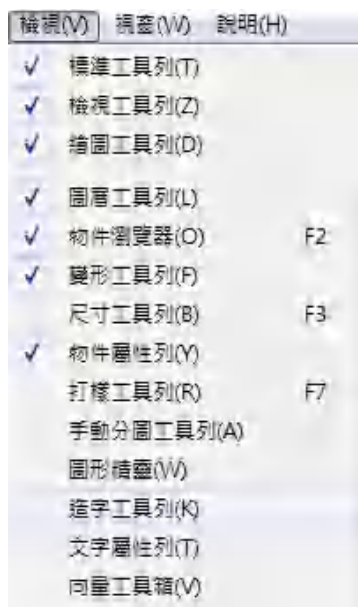 檢視(V) 視窗(W) 說明(H)
標準工具列(T)
檢視工具列(Z)
繪圖工具列(D)
圖層工具列(L)
物件瀏覽器(O) F2
變形工具列(F)
尺寸工具列(B) F3
物件屬性列(Y)
打樣工具列(R) F7
手動分圖工具列(A)
圖形精靈(W)
造字工具列(K)
文字屬性列(T)
向量工具箱(V)